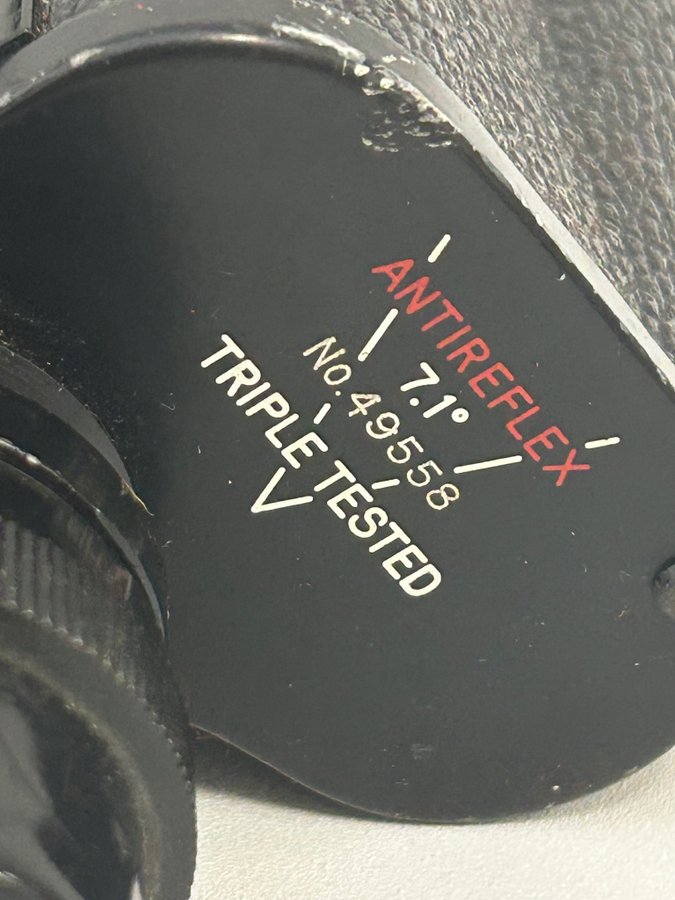 ANTIREFLEX
7.1°
No. 49558
TRIPLE TESTED